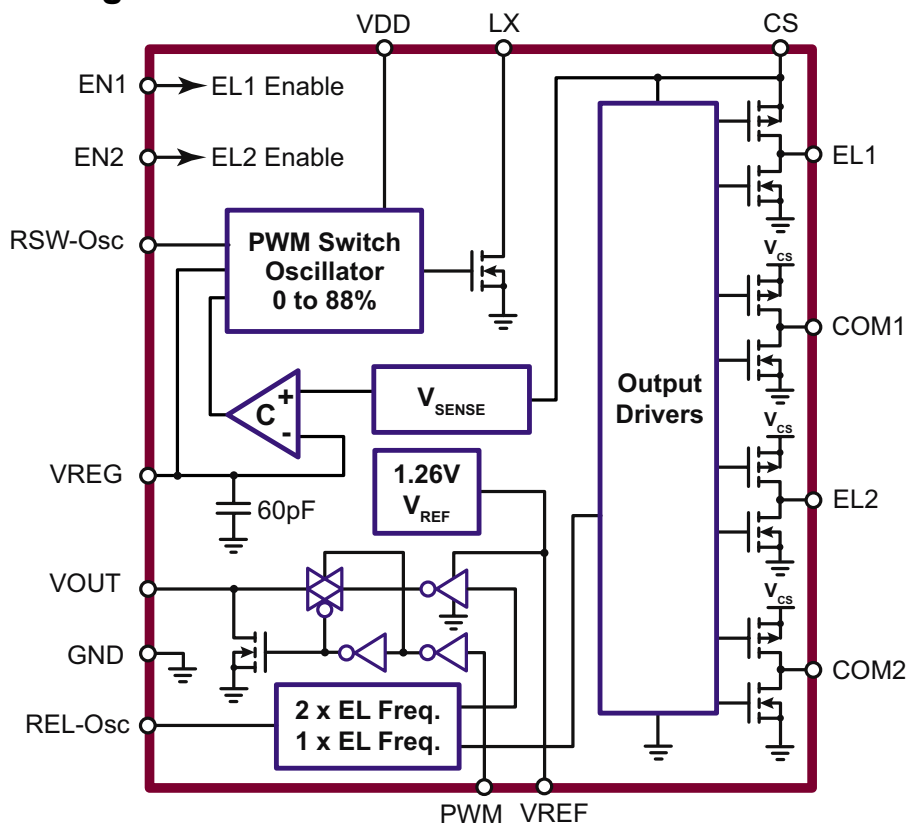 VDD
LX
CS
EN1
EL1 Enable
EN2
EL2 Enable
EL1
RSW-Osc
PWM Switch
Oscillator
0 to 88%
VCS
COM1
C
+
-
VSENSE
Output
Drivers
VCS
VREG
60pF
1.26V
VREF
EL2
VOUT
VCS
GND
COM2
REL-Osc
2 x EL Freq.
1 x EL Freq.
PWM
VREF